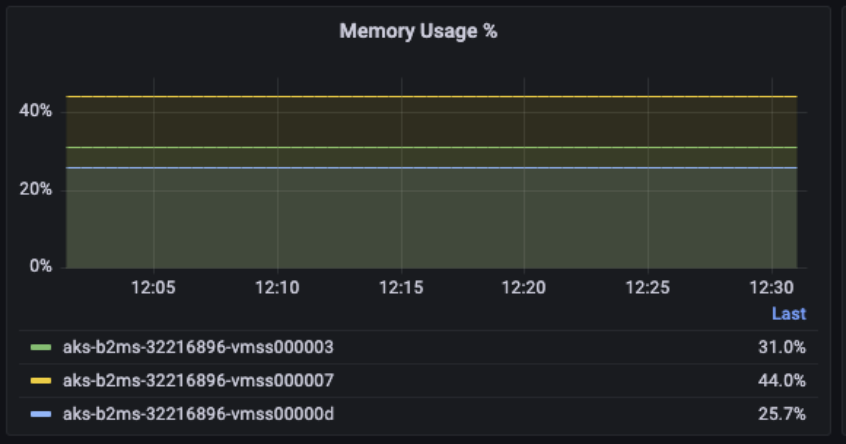 Memory Usage %
40%
20%
0%
12:05 12:10 12:15 12:20 12:25 12:30
Last
aks-b2ms-32216896-vmss000003 31.0%
aks-b2ms-32216896-vmss000007 44.0%
aks-b2ms-32216896-vmss00000d 25.7%